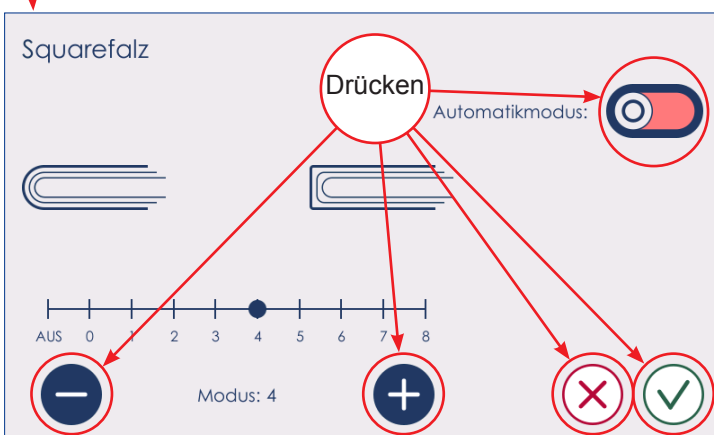 Squarefalz
Drücken
Automatikmodus:
AUS 0 1 2 3 4 5 6 7 8
Modus: 4